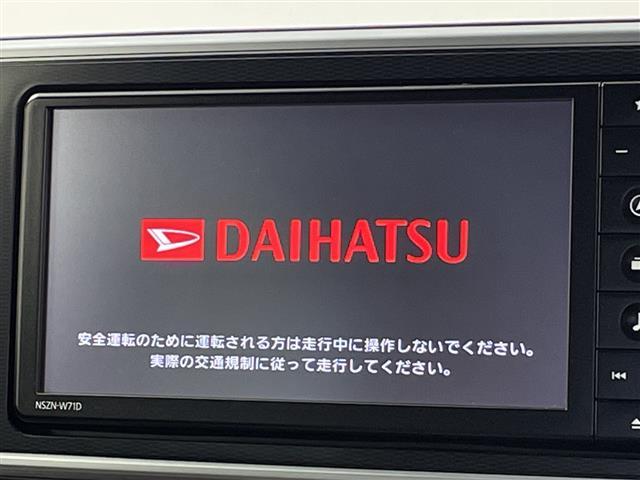 DAIHATSU
安全運転のために運転される方は走行中に操作しないでください。
実際の交通規制に従って走行してください。
NSZN-W71D